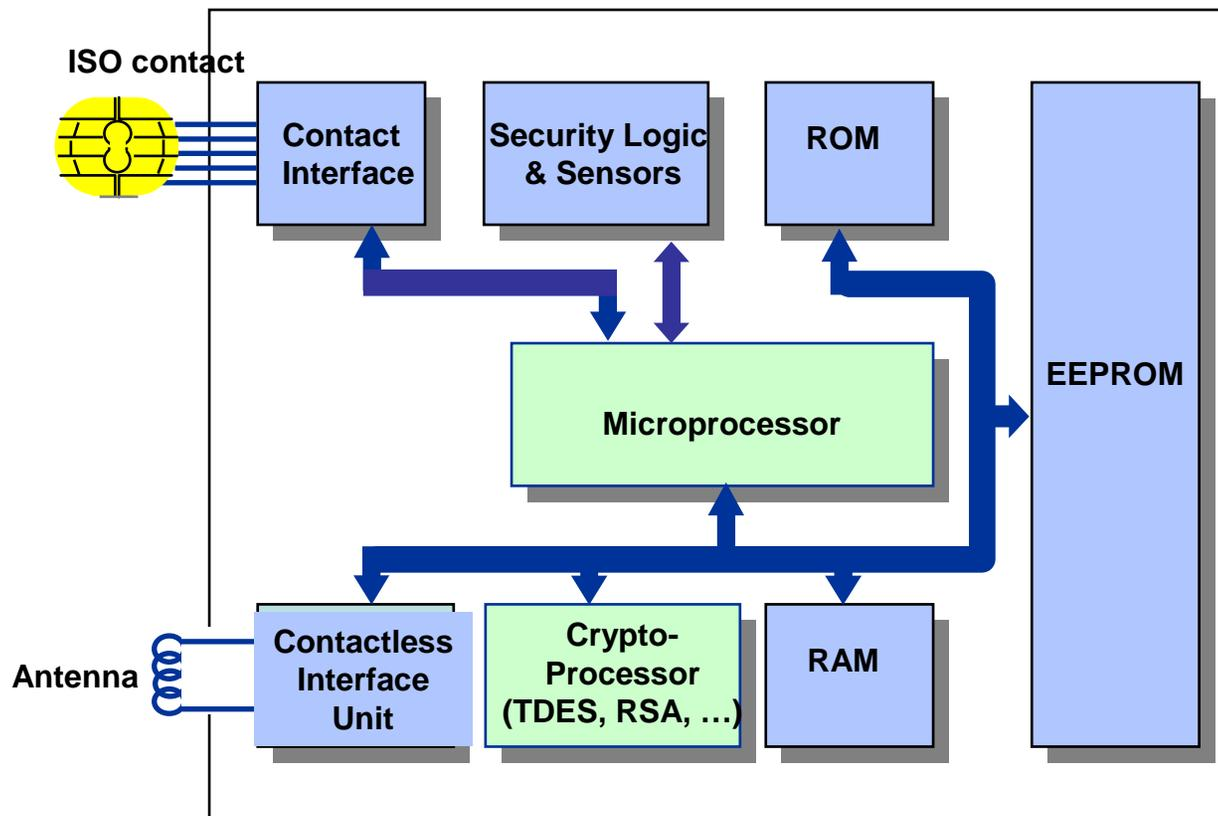 ISO contact
Contact
Interface
Security Logic
& Sensors
ROM
EEPROM
Microprocessor
Antenna
Contactless
Interface
Unit
Crypto-
Processor
(TDES, RSA, …)
RAM